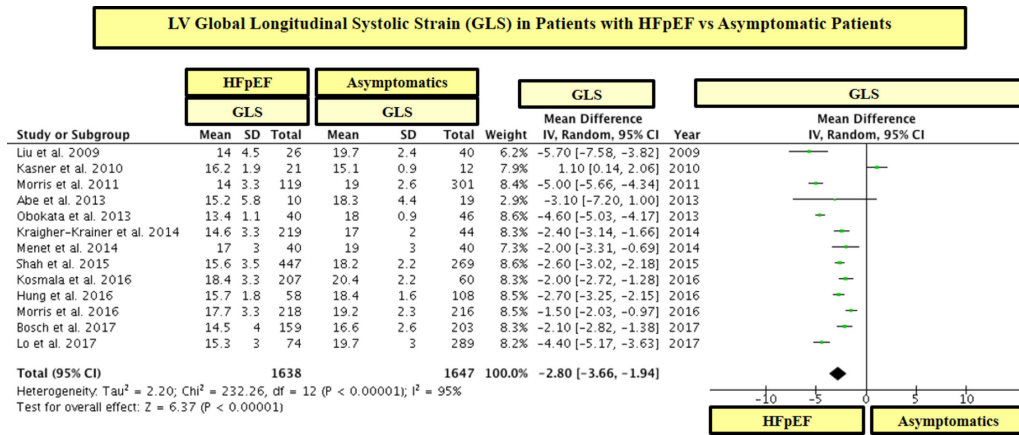 LV Global Longitudinal Systolic Strain (GLS) in Patients with HFpEF vs Asymptomatic Patients
HFpEF Asymptomatics GLS GLS
GLS GLS Mean Difference Mean Difference
Study or Subgroup Mean SD Total Mean SD Total Weight IV, Random, 95% CI Year IV, Random, 95% CI
Liu et al. 2009 14 4.5 26 19.7 2.4 40 6.2% −5.70 [−7.58, −3.82] 2009
Kasner et al. 2010 16.2 1.9 21 15.1 0.9 12 7.9% 1.10 [0.14, 2.06] 2010
Morris et al. 2011 14 3.3 119 19 2.6 301 8.4% −5.00 [−5.66, −4.34] 2011
Abe et al. 2013 15.2 5.8 10 18.3 4.4 19 2.9% −3.10 [−7.20, 1.00] 2013
Obokata et al. 2013 13.4 1.1 40 18 0.9 46 8.6% −4.60 [−5.03, −4.17] 2013
Kraigher–Krainer et al. 2014 14.6 3.3 219 17 2 44 8.3% −2.40 [−3.14, −1.66] 2014
Menet et al. 2014 17 3 40 19 3 40 7.3% −2.00 [−3.31, −0.69] 2014
Shah et al. 2015 15.6 3.5 447 18.2 2.2 269 8.6% −2.60 [−3.02, −2.18] 2015
Kosmala et al. 2016 18.4 3.3 207 20.4 2.2 60 8.3% −2.00 [−2.72, −1.28] 2016
Hung et al. 2016 15.7 1.8 58 18.4 1.6 108 8.5% −2.70 [−3.25, −2.15] 2016
Morris et al. 2016 17.7 3.3 218 19.2 2.3 216 8.5% −1.50 [−2.03, −0.97] 2016
Bosch et al. 2017 14.5 4 159 16.6 2.6 203 8.3% −2.10 [−2.82, −1.38] 2017
Lo et al. 2017 15.3 3 74 19.7 3 289 8.2% −4.40 [−5.17, −3.63] 2017
Total (95% CI) 1638 1647 100.0% −2.80 [−3.66, −1.94]
Heterogeneity: Tau² = 2.20; Chi² = 232.26, df = 12 (P < 0.00001); I² = 95%
Test for overall effect: Z = 6.37 (P < 0.00001)
−10 −5 0 5 10
HFpEF Asymptomatics